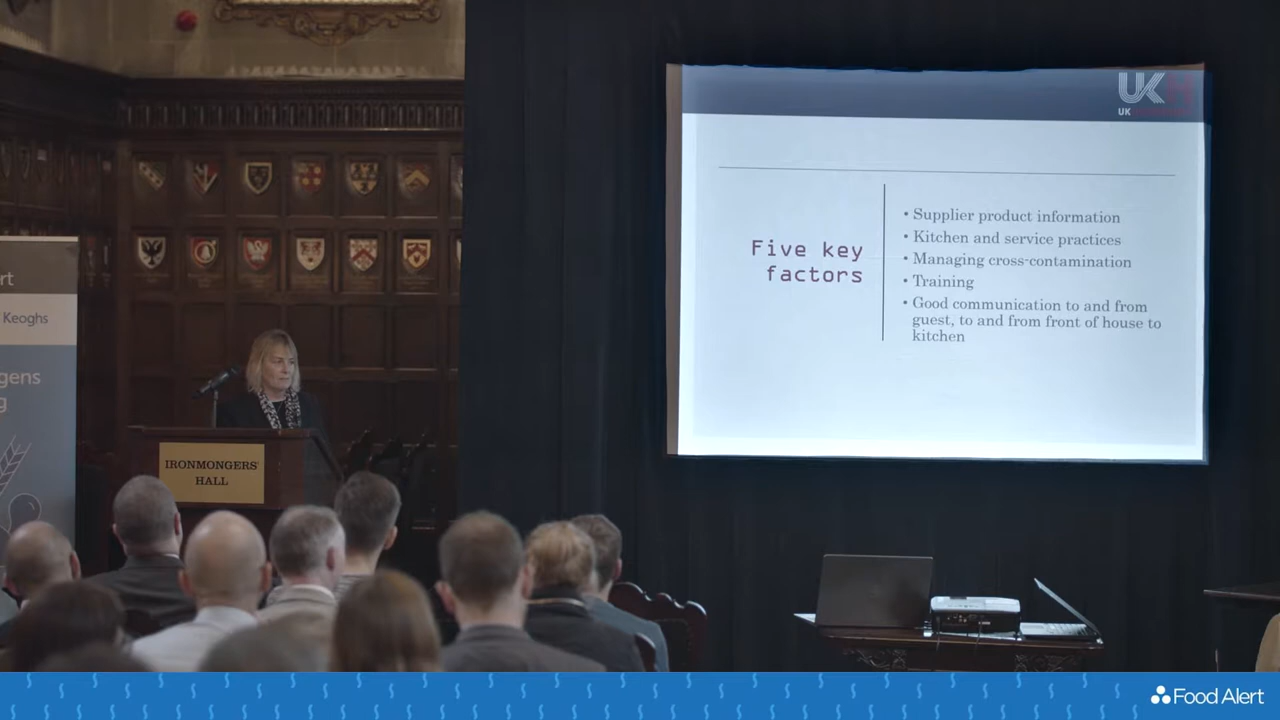 rt
Keoghs
gens
g
IRONMONGERS'
HALL
UKH
UK
Five key
factors
• Supplier product information
• Kitchen and service practices
• Managing cross-contamination
• Training
• Good communication to and from
guest, to and from front of house to
kitchen
Food Alert